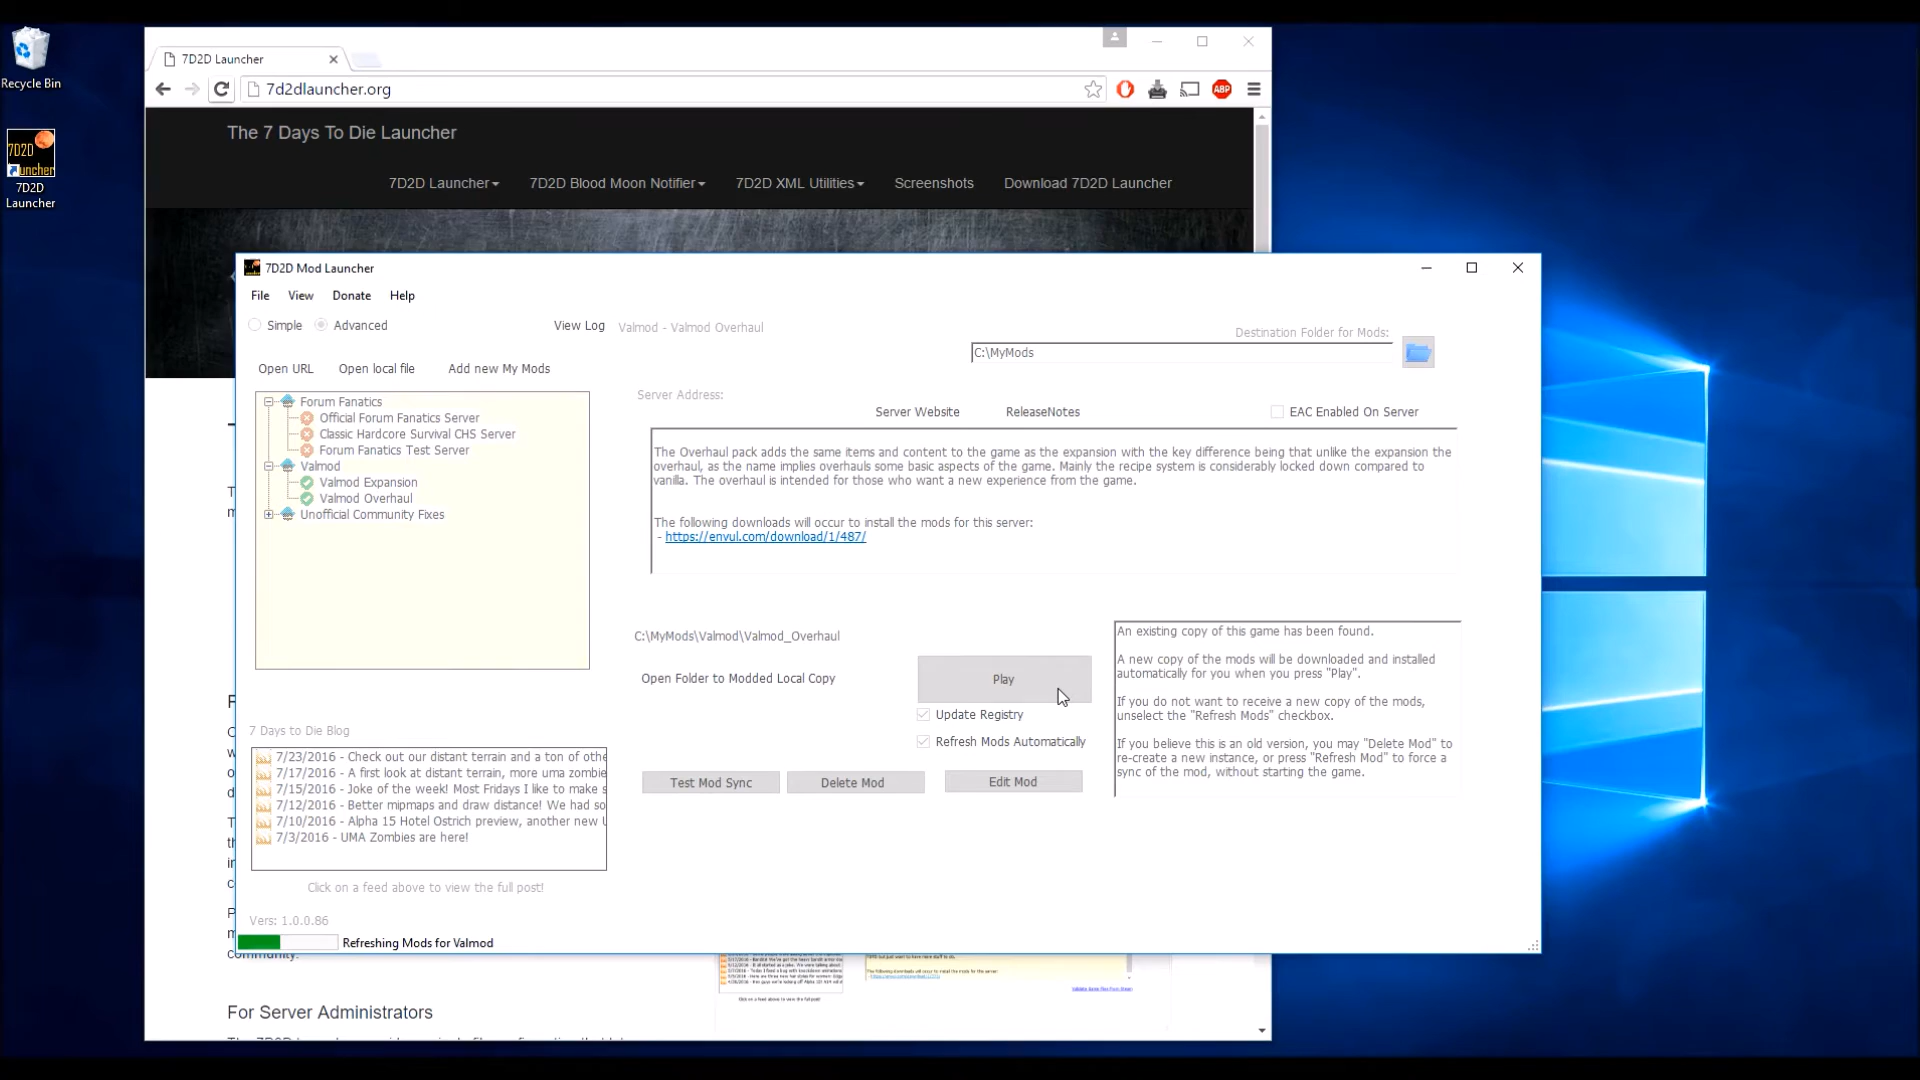 Recycle Bin
7D2D Launcher
7D2D Launcher
7d2dlauncher.org
ABP
The 7 Days To Die Launcher
7D2D Launcher
7D2D Blood Moon Notifier
7D2D XML Utilities
Screenshots
Download 7D2D Launcher
7D2D Mod Launcher
File
View
Donate
Help
Simple
Advanced
View Log
Valmod - Valmod Overhaul
Destination Folder for Mods:
C:\MyMods
Open URL
Open local file
Add new My Mods
Forum Fanatics
Official Forum Fanatics Server
Classic Hardcore Survival CHS Server
Forum Fanatics Test Server
Valmod
Valmod Expansion
Valmod Overhaul
Unofficial Community Fixes
Server Address:
Server Website
ReleaseNotes
EAC Enabled On Server
The Overhaul pack adds the same items and content to the game as the expansion with the key difference being that unlike the expansion the
overhaul, as the name implies overhauls some basic aspects of the game. Mainly the recipe system is considerably locked down compared to
vanilla. The overhaul is intended for those who want a new experience from the game.
The following downloads will occur to install the mods for this server:
- https://envul.com/download/1/487/
C:\MyMods\Valmod\Valmod_Overhaul
Open Folder to Modded Local Copy
Play
Update Registry
Refresh Mods Automatically
Test Mod Sync
Delete Mod
Edit Mod
An existing copy of this game has been found.
A new copy of the mods will be downloaded and installed
automatically for you when you press "Play".
If you do not want to receive a new copy of the mods,
unselect the "Refresh Mods" checkbox.
If you believe this is an old version, you may "Delete Mod" to
re-create a new instance, or press "Refresh Mod" to force a
sync of the mod, without starting the game.
7 Days to Die Blog
7/23/2016 - Check out our distant terrain and a ton of othe
7/17/2016 - A first look at distant terrain, more uma zombie
7/15/2016 - Joke of the week! Most Fridays I like to make s
7/12/2016 - Better mipmaps and draw distance! We had so
7/10/2016 - Alpha 15 Hotel Ostrich preview, another new U
7/3/2016 - UMA Zombies are here!
Click on a feed above to view the full post!
Vers: 1.0.0.86
Refreshing Mods for Valmod
community.
For Server Administrators